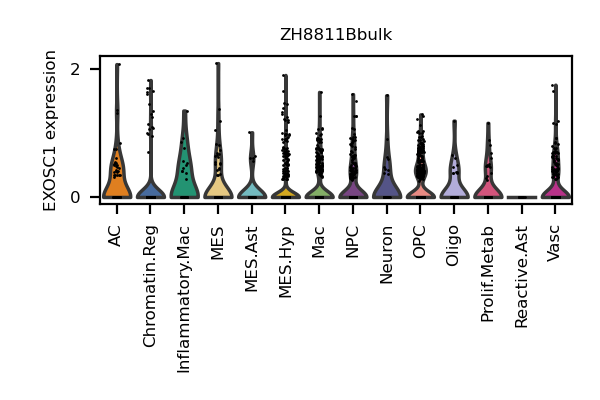 ZH8811Bbulk
EXOSC1 expression
2
0
AC
Chromatin.Reg
Inflammatory.Mac
MES
MES.Ast
MES.Hyp
Mac
NPC
Neuron
OPC
Oligo
Prolif.Metab
Reactive.Ast
Vasc